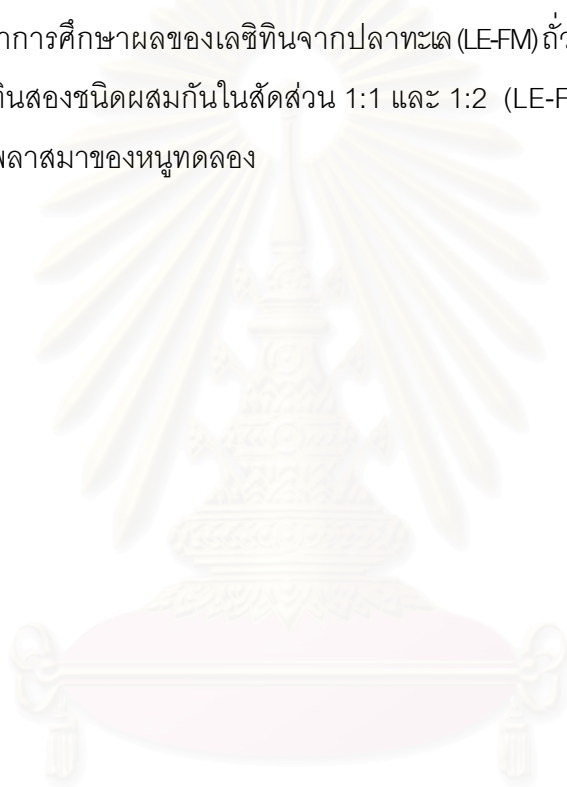 าการศึกษาผลของเลซิทินจากปลาทะเล (LE-FM) ถั่ว
ทินสองชนิดผสมกันในสัดส่วน 1:1 และ 1:2 (LE-F
พลาสมาของหนูทดลอง